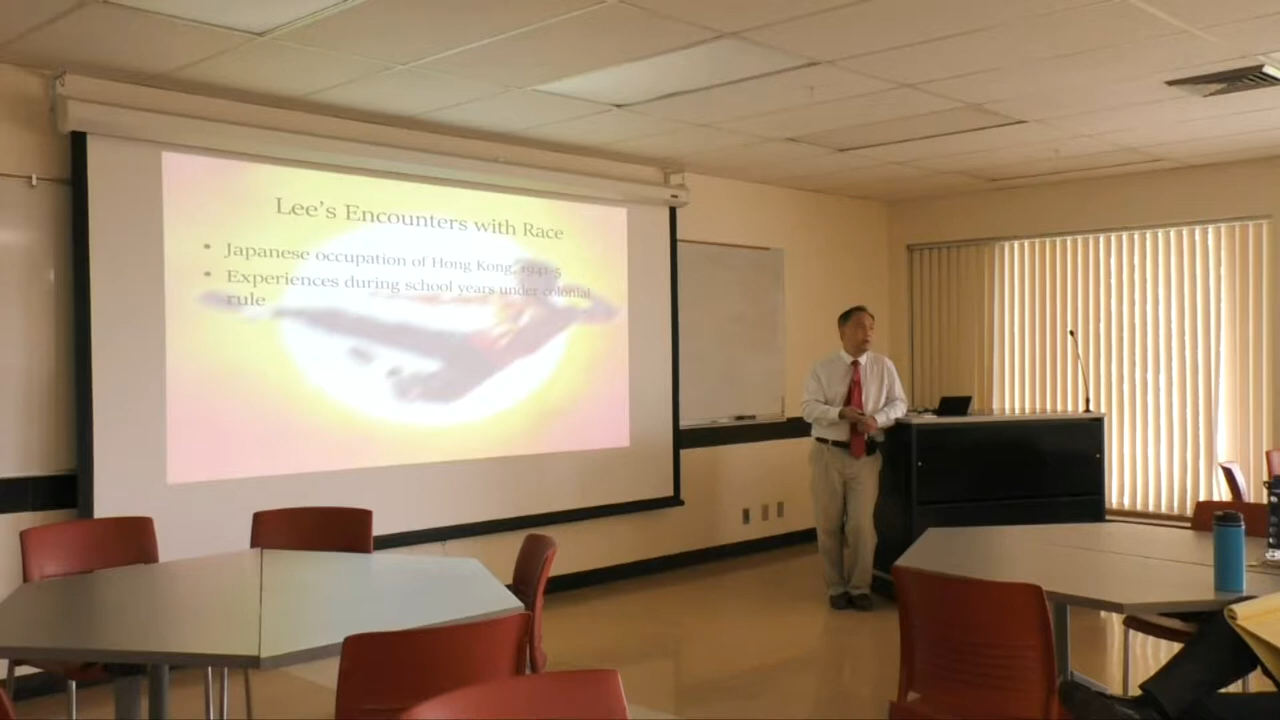 Lee's Encounters with Race
• Japanese occupation of Hong Kong, 1941-5
• Experiences during school years under colonial
rule